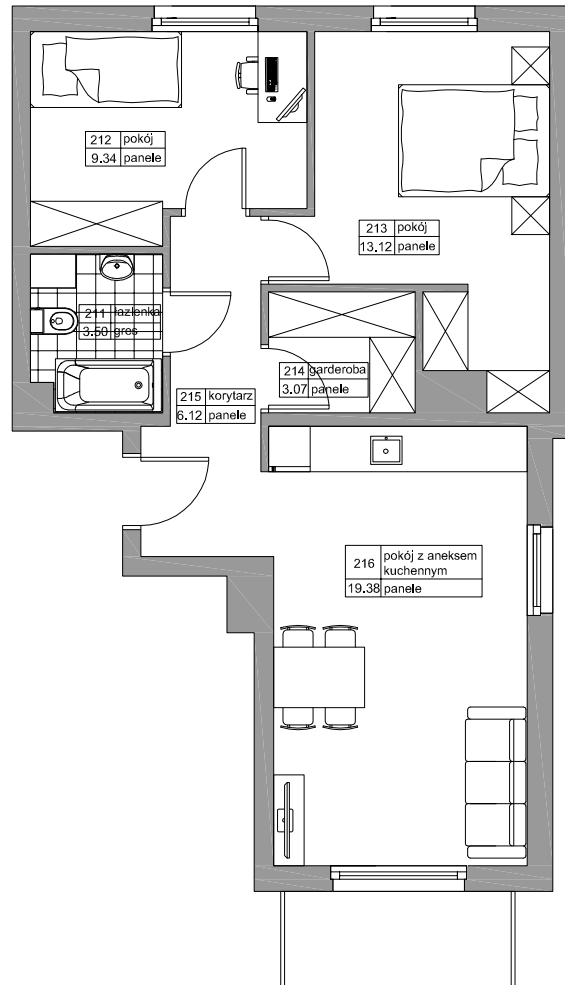 212 pokój
9.34 panele
213 pokój
13.12 panele
211 łazienka
3.50 gres
214 garderoba
3.07 panele
215 korytarz
6.12 panele
216 pokój z aneksem
kuchennym
19.38 panele